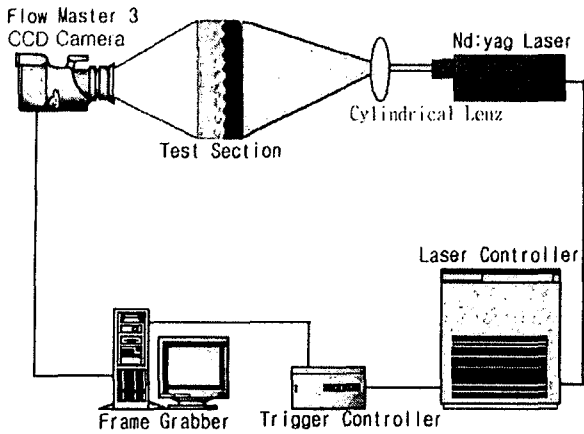 Flow Master 3
CCD Camera
Nd:yag Laser
Cylindrical Lenz
Test Section
Laser Controller
Frame Grabber
Trigger Controller